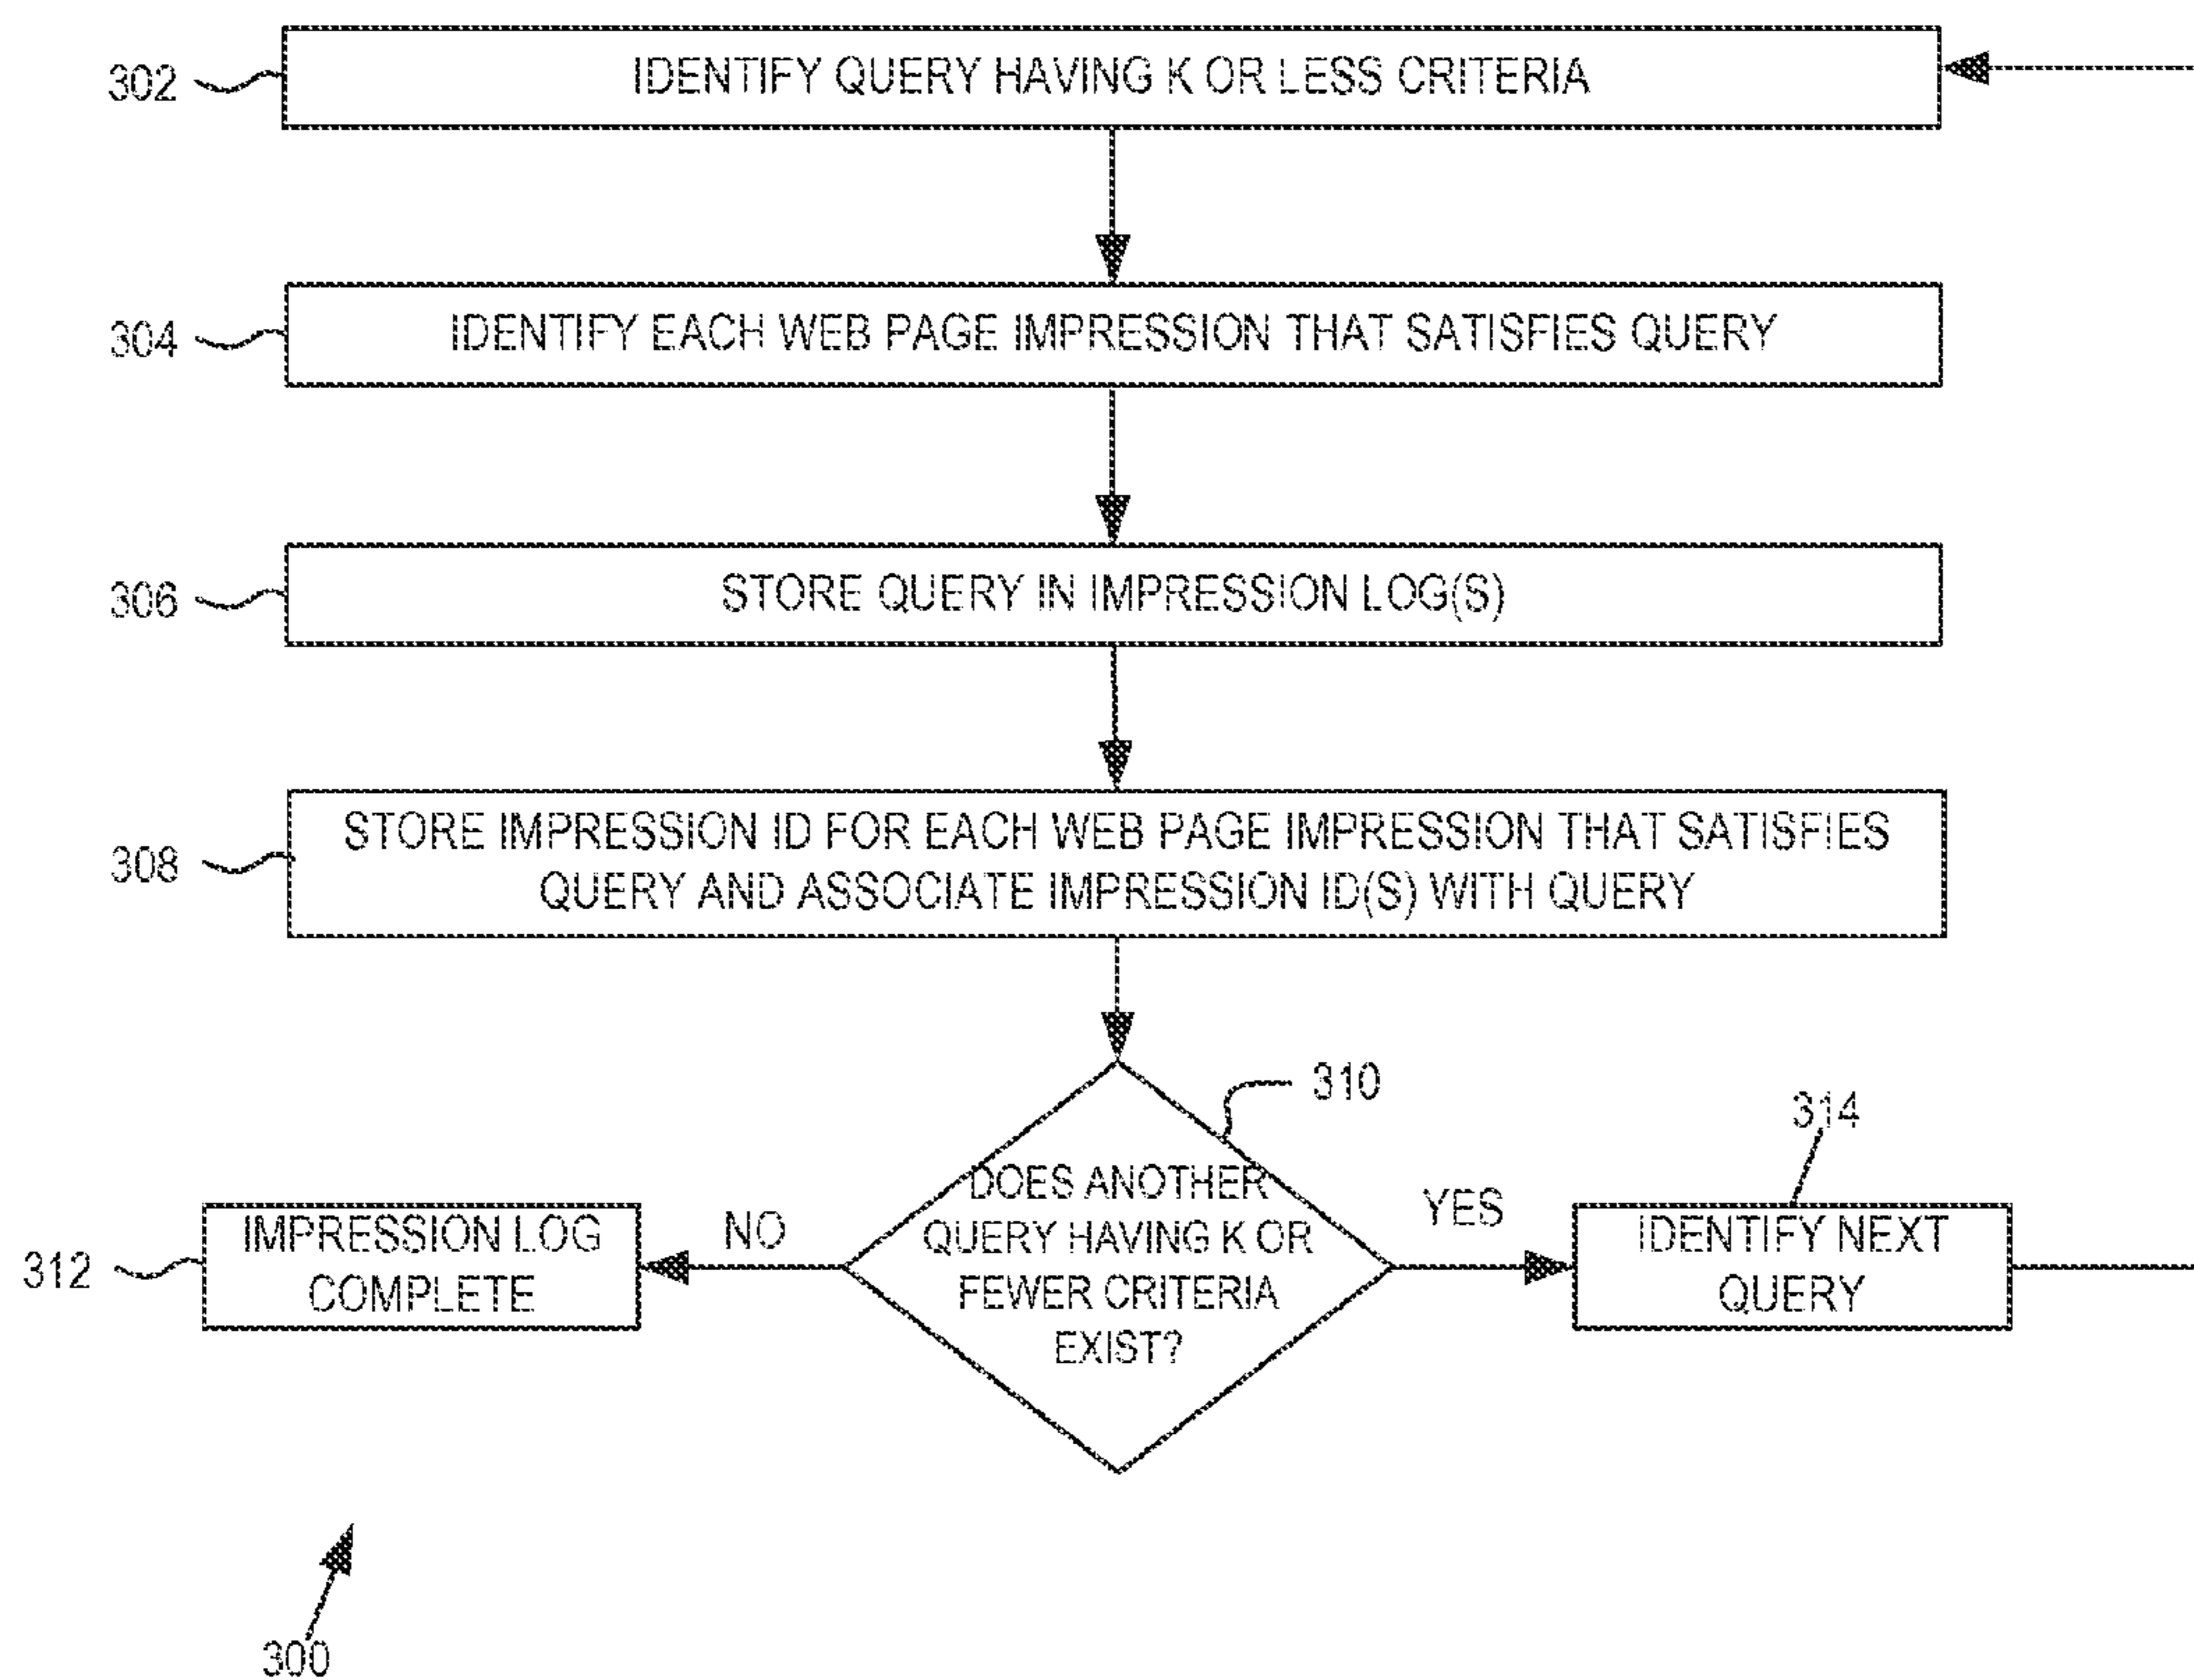 302
IDENTIFY QUERY HAVING K OR LESS CRITERIA
304
IDENTIFY EACH WEB PAGE IMPRESSION THAT SATISFIES QUERY
306
STORE QUERY IN IMPRESSION LOG(S)
308
STORE IMPRESSION ID FOR EACH WEB PAGE IMPRESSION THAT SATISFIES
QUERY AND ASSOCIATE IMPRESSION ID(S) WITH QUERY
310
DOES ANOTHER
QUERY HAVING K OR
FEWER CRITERIA
EXIST?
NO
312
IMPRESSION LOG
COMPLETE
YES
314
IDENTIFY NEXT
QUERY
300